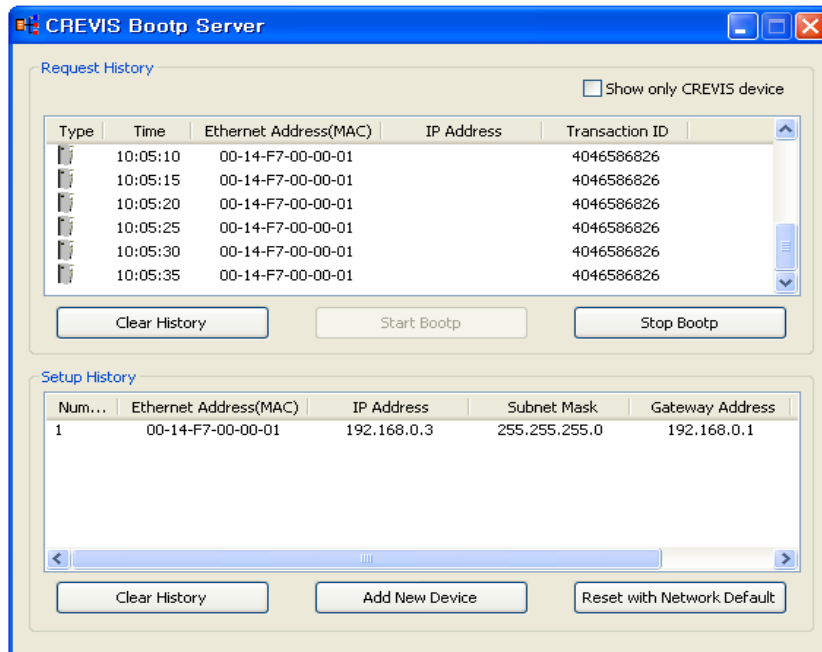 CREVIS Bootp Server
Request History
Show only CREVIS device
Type Time Ethernet Address(MAC) IP Address Transaction ID
10:05:10 00-14-F7-00-00-01 4046586826
10:05:15 00-14-F7-00-00-01 4046586826
10:05:20 00-14-F7-00-00-01 4046586826
10:05:25 00-14-F7-00-00-01 4046586826
10:05:30 00-14-F7-00-00-01 4046586826
10:05:35 00-14-F7-00-00-01 4046586826
Clear History Start Bootp Stop Bootp
Setup History
Num... Ethernet Address(MAC) IP Address Subnet Mask Gateway Address
1 00-14-F7-00-00-01 192.168.0.3 255.255.255.0 192.168.0.1
Clear History Add New Device Reset with Network Default